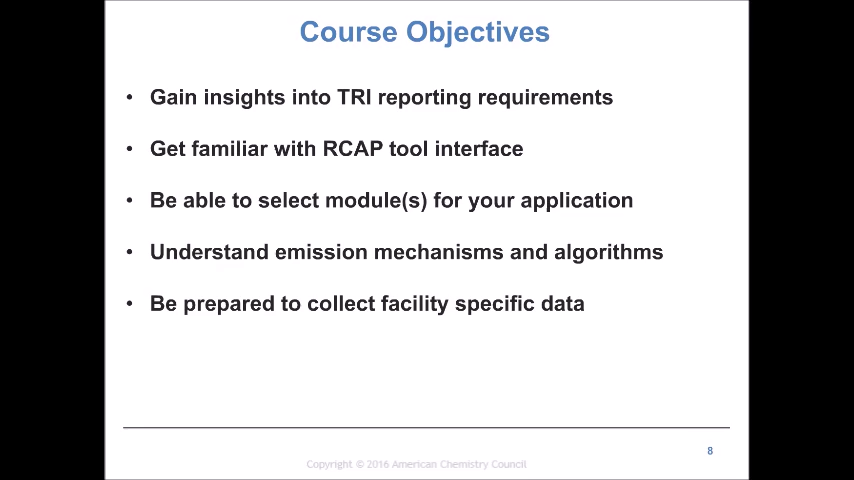 Course Objectives
• Gain insights into TRI reporting requirements
• Get familiar with RCAP tool interface
• Be able to select module(s) for your application
• Understand emission mechanisms and algorithms
• Be prepared to collect facility specific data
8
Copyright © 2016 American Chemistry Council